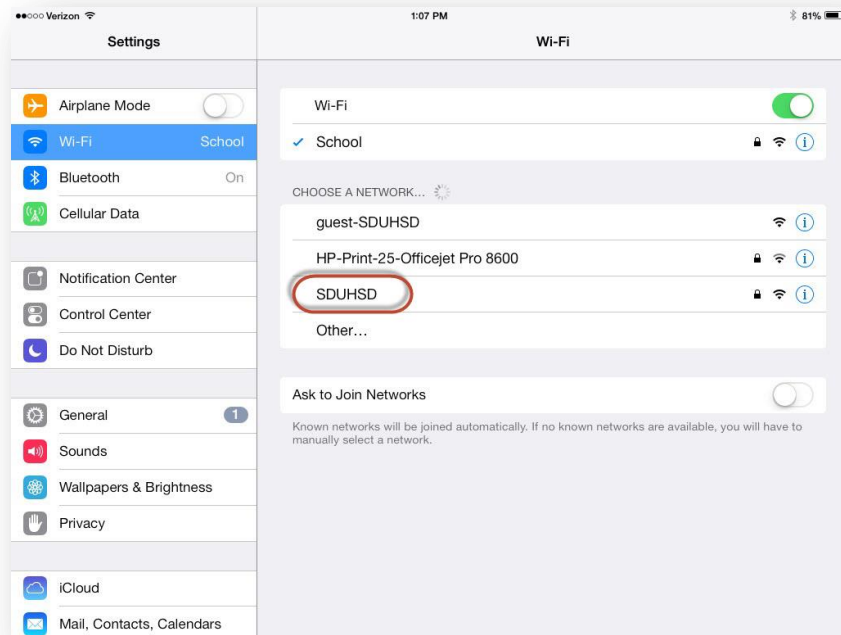 Verizon 1:07 PM 81%
Settings
Wi-Fi
Airplane Mode
Wi-Fi School
Bluetooth On
Cellular Data
Notification Center
Control Center
Do Not Disturb
General 1
Sounds
Wallpapers & Brightness
Privacy
iCloud
Mail, Contacts, Calendars
Wi-Fi
School
CHOOSE A NETWORK...
guest-SDUHSD
HP-Print-25-Officejet Pro 8600
SDUHSD
Other...
Ask to Join Networks
Known networks will be joined automatically. If no known networks are available, you will have to
manually select a network.